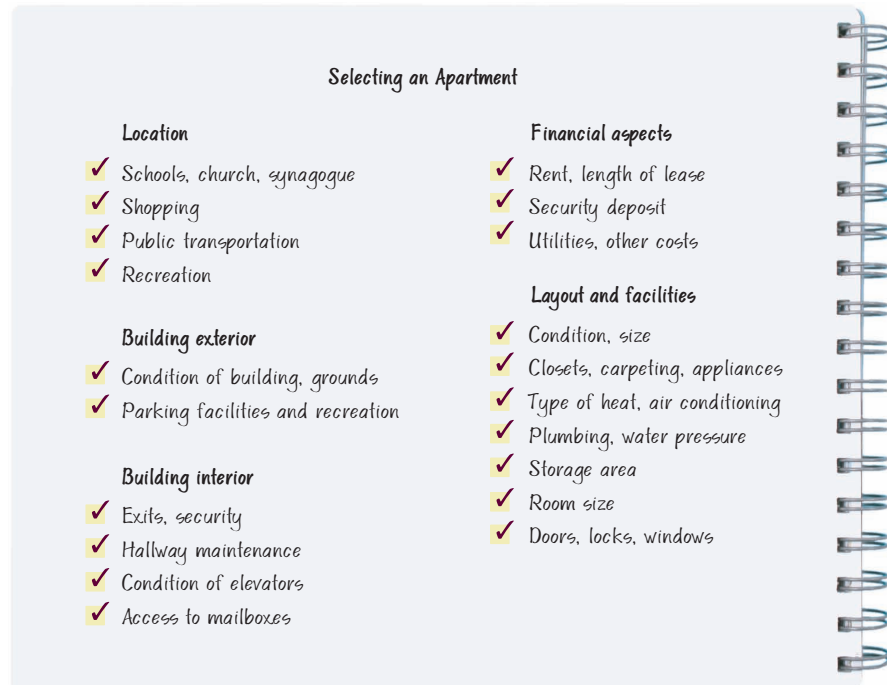 Selecting an Apartment
Location
Schools, church, synagogue
Shopping
Public transportation
Recreation
Building exterior
Condition of building, grounds
Parking facilities and recreation
Building interior
Exits, security
Hallway maintenance
Condition of elevators
Access to mailboxes
Financial aspects
Rent, length of lease
Security deposit
Utilities, other costs
Layout and facilities
Condition, size
Closets, carpeting, appliances
Type of heat, air conditioning
Plumbing, water pressure
Storage area
Room size
Doors, locks, windows